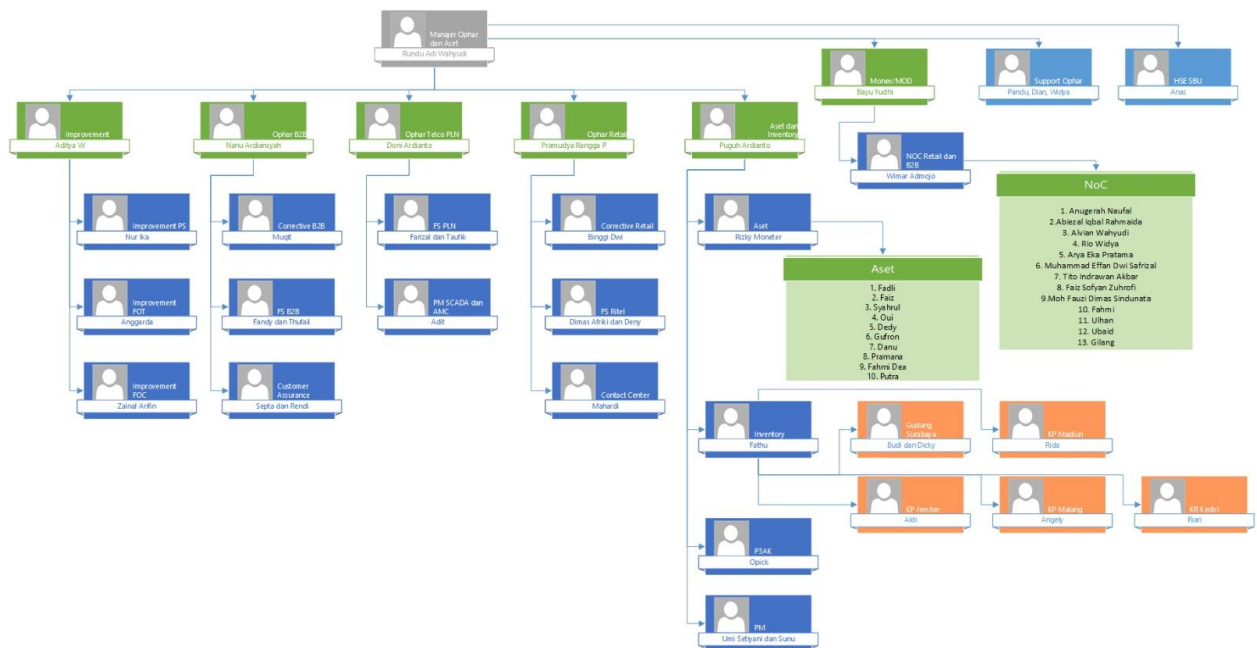 Manajer Ophar
dan Aset
Rundu Adi Wahyudi
Monev/MOD
Bayu Yudhi
Support Ophar
Pandu, Dian, Widya
HSE SBU
Anas
Improvement
Aditya W
Ophar B2B
Nanu Ardiansyah
Ophar Telco PLN
Doni Ardianto
Ophar Retail
Pramudya Rangga P.
Aset dan
Inventory
Puguh Ardianto
NOC Retail dan
B2B
Wimar Admojo
NoC
1. Anugerah Naufal
2.Abiezal Iqbal Rahmaida
3. Alvian Wahyudi
4. Rio Widya
5. Arya Eka Pratama
6. Muhammad Effan Dwi Safrizal
7. Tito Indrawan Akbar
8. Faiz Sofyan Zuhrofi
9.Moh Fauzi Dimas Sindunata
10. Fahmi
11. Ulhan
12. Ubaid
13. Gilang
Improvement PS
Nur Ika
Corrective B2B
Muqit
FS PLN
Farizal dan Taufik
Corrective Retail
Binggi Dwi
Aset
Rizky Moneter
Aset
1. Fadli
2. Faiz
3. Syahrul
4. Oui
5. Dedy
6. Gufron
7. Danu
8. Pramana
9. Fahmi Dea
10. Putra
Improvement
FOT
Anggarda
FS B2B
Fandy dan Thufail
PM SCADA dan
AMC
Adit
FS Ritel
Dimas Afriki dan Deny
Improvement
FOC
Zainal Arifin
Customer
Assurance
Septa dan Rendi
Contact Center
Mahardi
Inventory
Fathu
Gudang
Surabaya
Budi dan Dicky
KP Madiun
Rida
KP Jember
Aldi
KP Malang
Angely
KR Kediri
Rian
P3AK
Opick
PM
Umi Setiyani dan Sunu